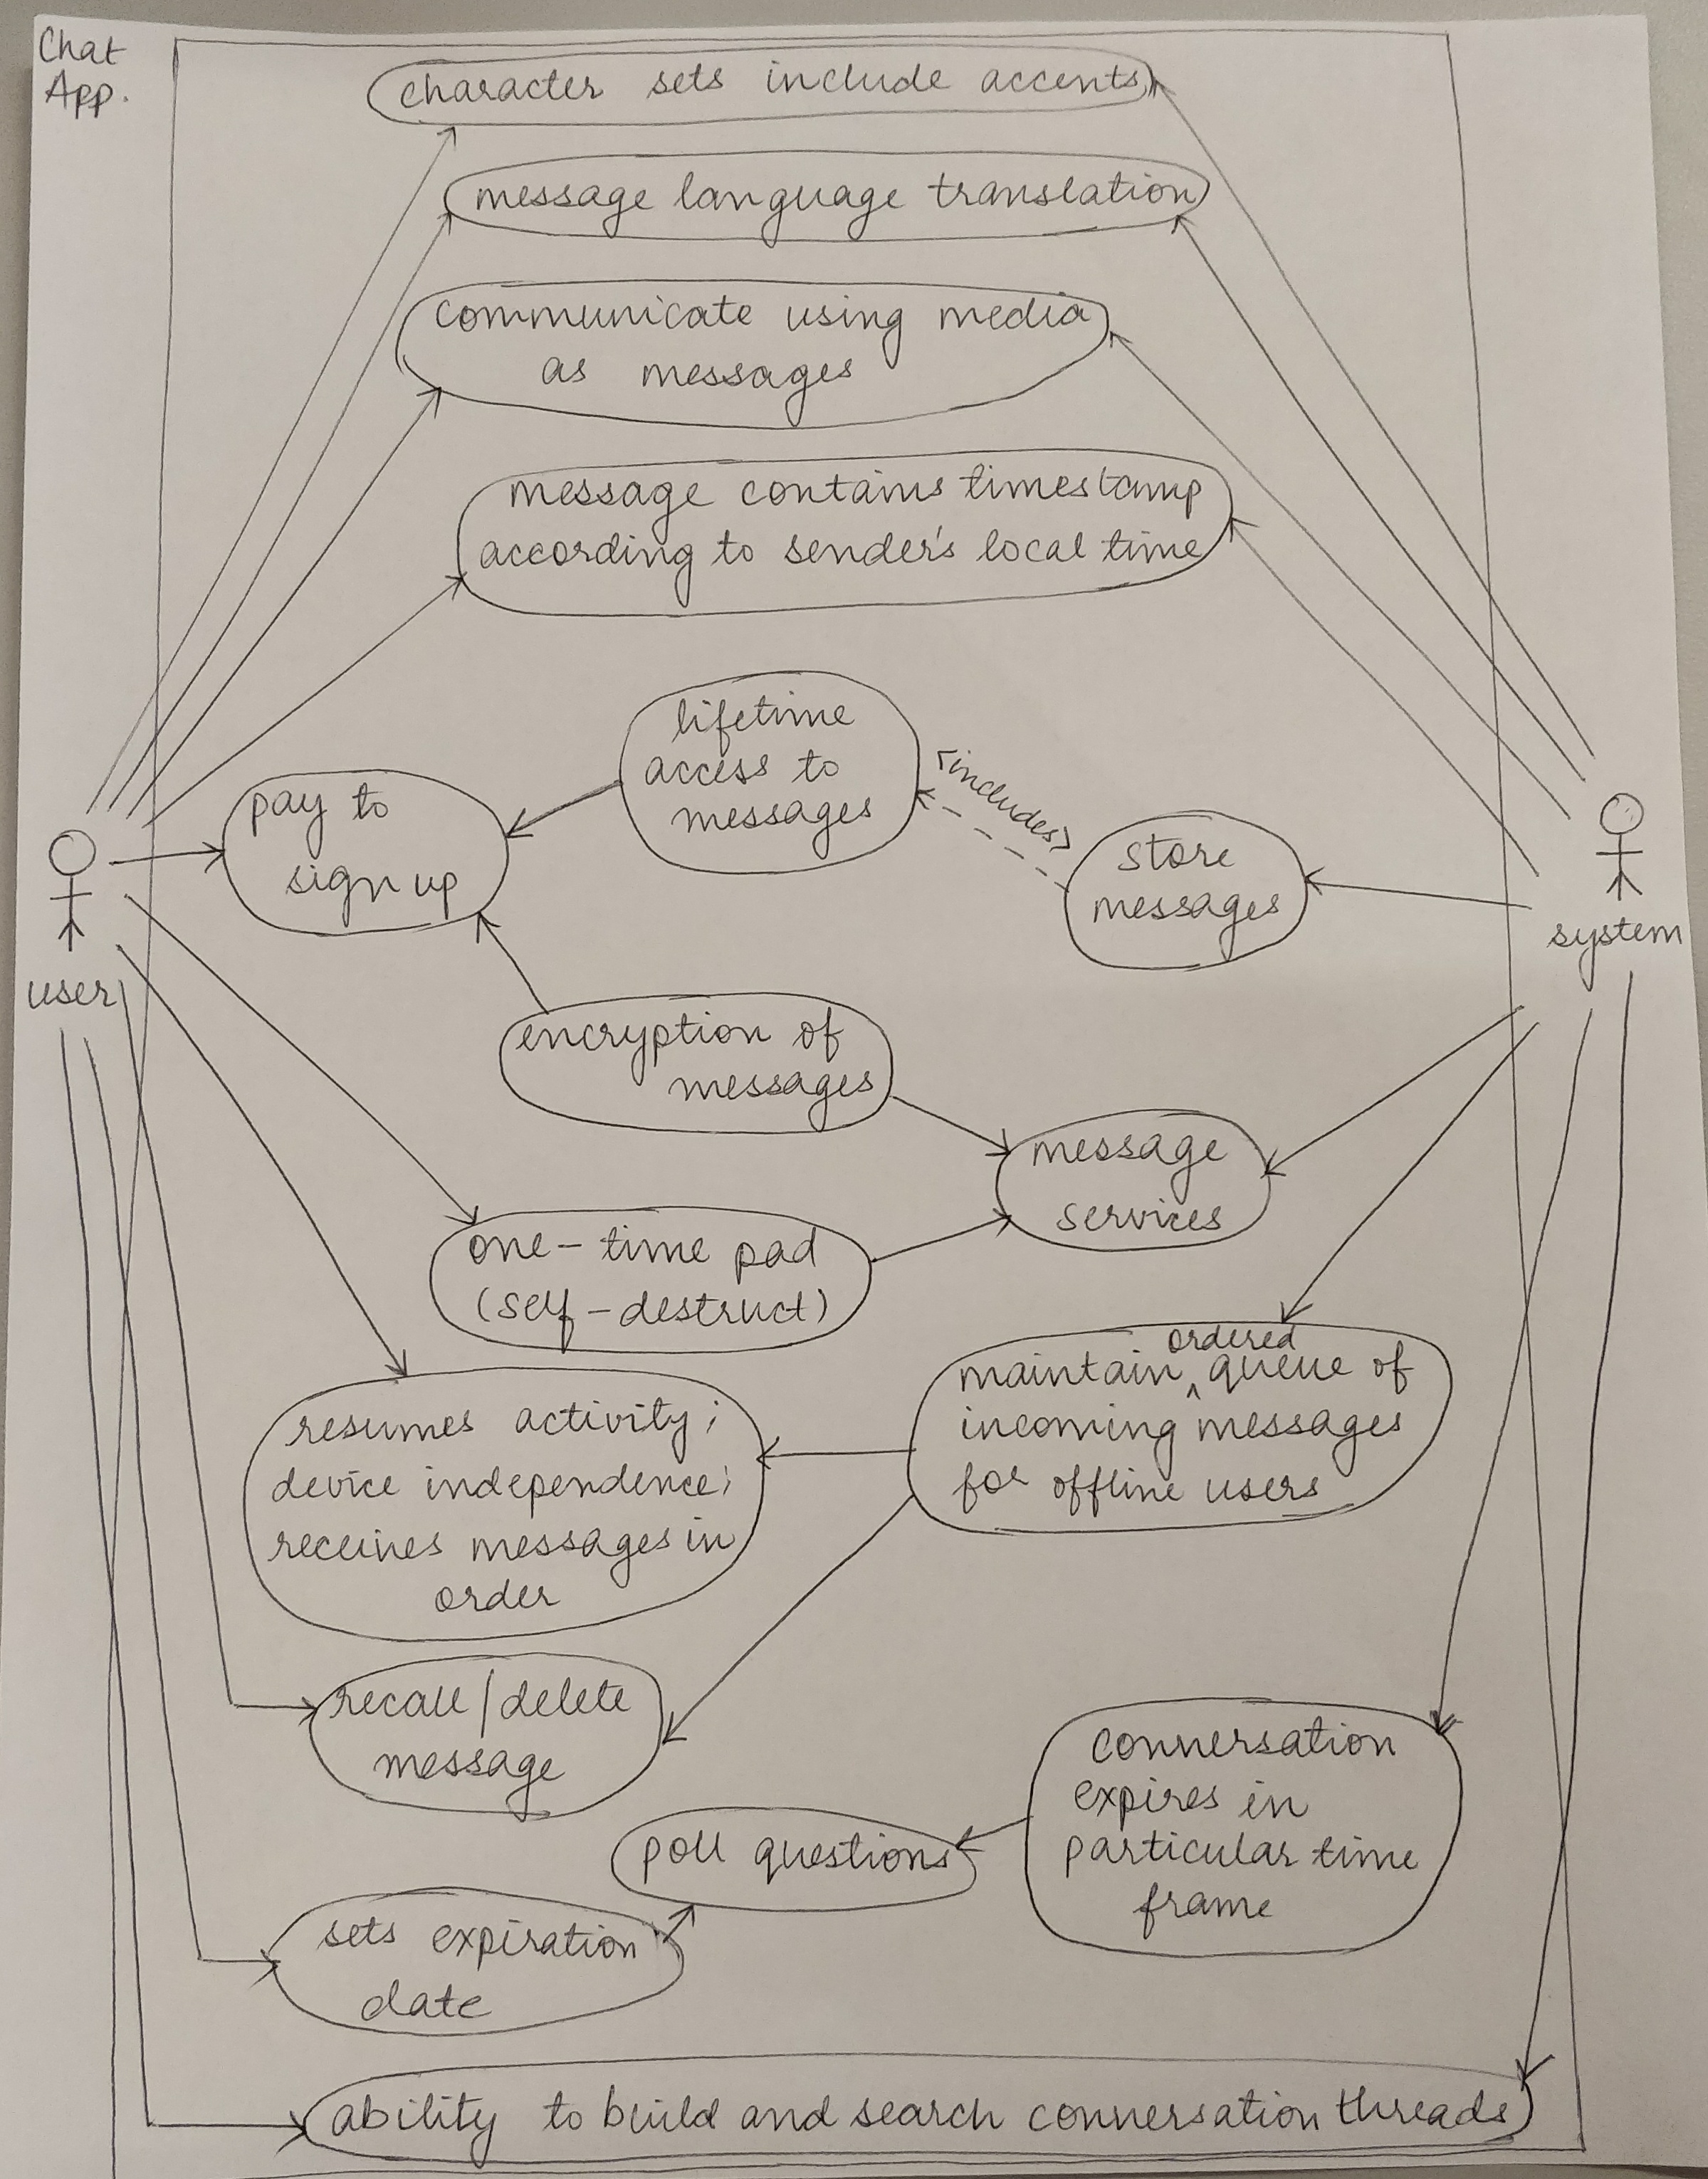 Chat
App.
character sets include accents
message language translation
communicate using media
as messages
message contains timestamp
according to sender's local time
lifetime
access to
messages
<includes>
pay to
sign up
store
messages
user
system
encryption of
messages
message
services
one-time pad
(self-destruct)
ordered
maintain ^ queue of
incoming messages
for offline users
resumes activity;
device independence;
receives messages in
order
recall/delete
message
conversation
expires in
particular time
frame
poll questions
sets expiration
date
ability to build and search conversation threads